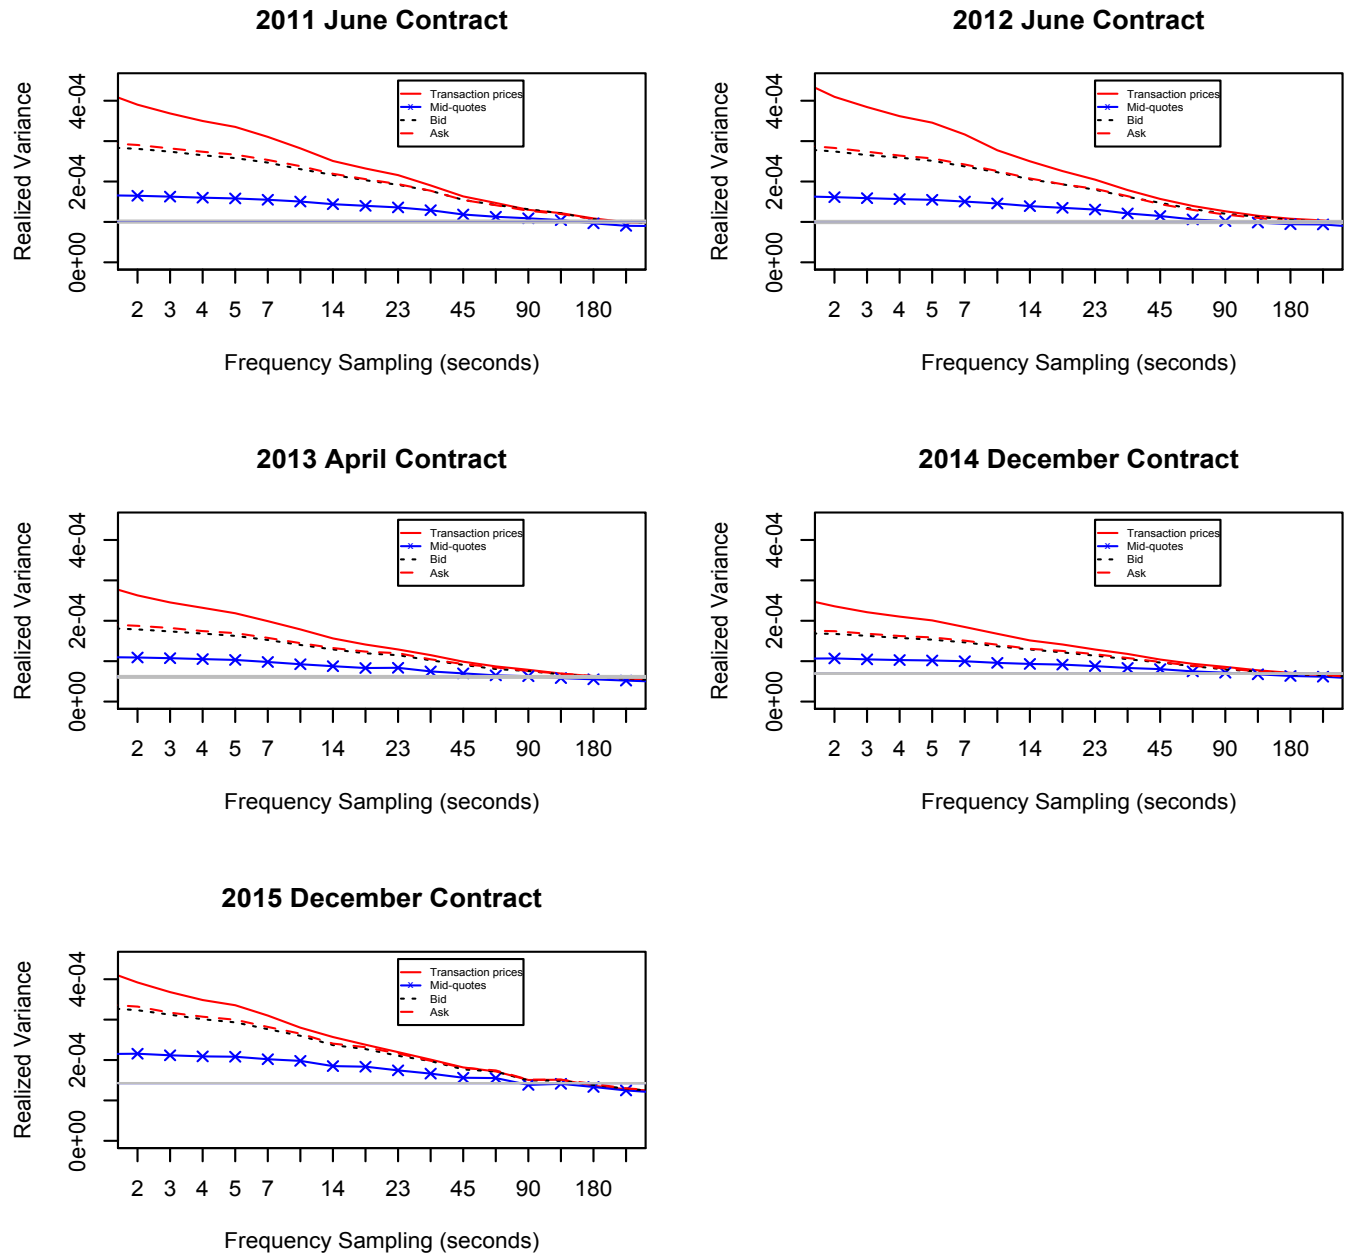 2011 June Contract
Realized Variance
0e+00 2e-04 4e-04
Transaction prices
Mid-quotes
Bid
Ask
2 3 4 5 7 14 23 45 90 180
Frequency Sampling (seconds)
2012 June Contract
Realized Variance
0e+00 2e-04 4e-04
Transaction prices
Mid-quotes
Bid
Ask
2 3 4 5 7 14 23 45 90 180
Frequency Sampling (seconds)
2013 April Contract
Realized Variance
0e+00 2e-04 4e-04
Transaction prices
Mid-quotes
Bid
Ask
2 3 4 5 7 14 23 45 90 180
Frequency Sampling (seconds)
2014 December Contract
Realized Variance
0e+00 2e-04 4e-04
Transaction prices
Mid-quotes
Bid
Ask
2 3 4 5 7 14 23 45 90 180
Frequency Sampling (seconds)
2015 December Contract
Realized Variance
0e+00 2e-04 4e-04
Transaction prices
Mid-quotes
Bid
Ask
2 3 4 5 7 14 23 45 90 180
Frequency Sampling (seconds)